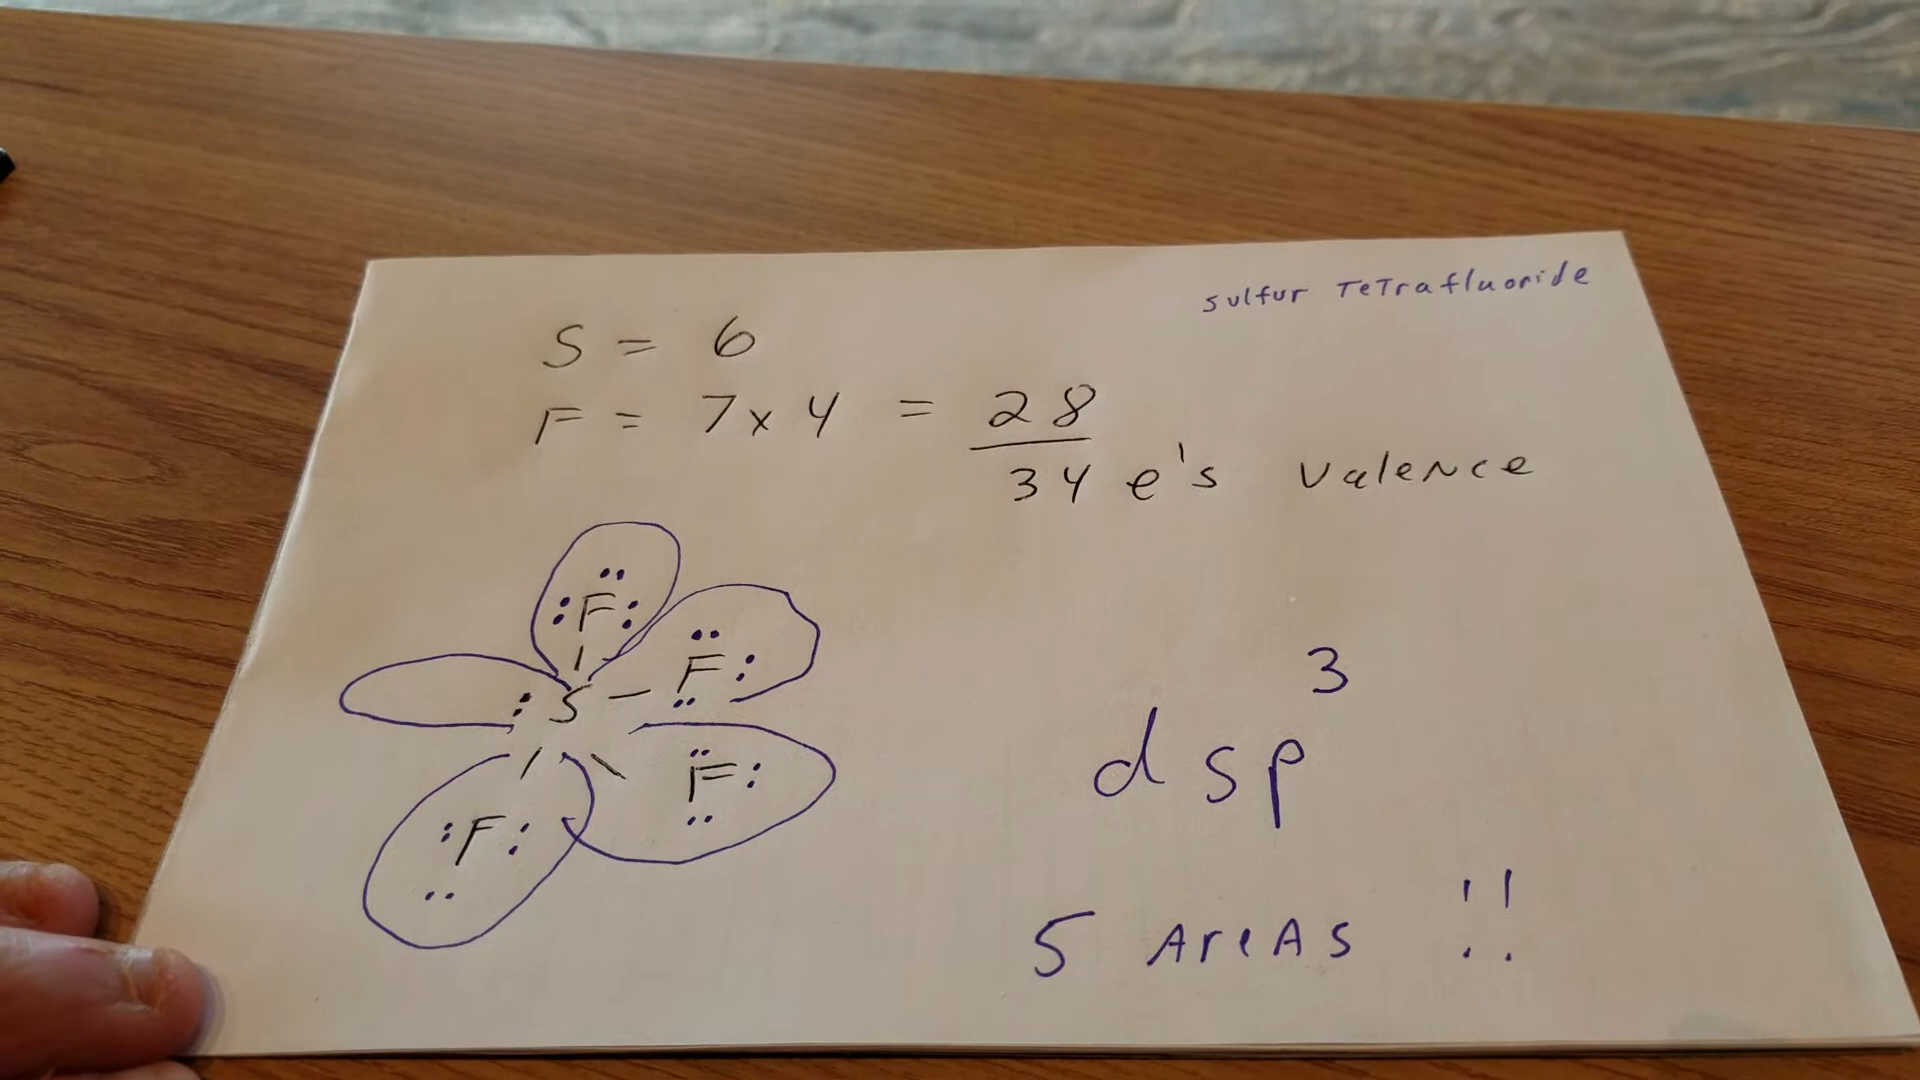 sulfur TeTrafluoride
S = 6
F = 7 x 4 = 28
34 e's valence
:F:
:S - F:
F:
:F:
dsp³
5 AreAs !!